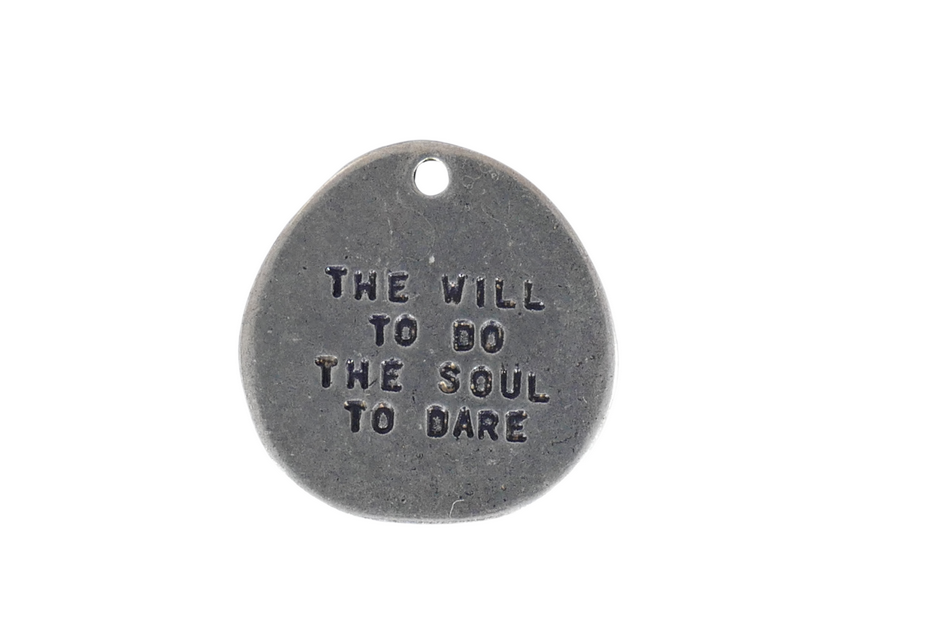 THE WILL
TO DO
THE SOUL
TO DARE